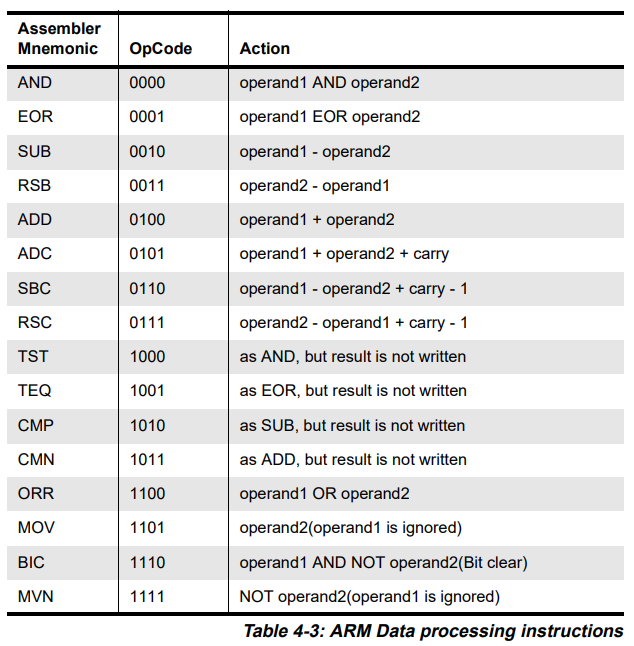 Assembler
Mnemonic OpCode Action
AND 0000 operand1 AND operand2
EOR 0001 operand1 EOR operand2
SUB 0010 operand1 - operand2
RSB 0011 operand2 - operand1
ADD 0100 operand1 + operand2
ADC 0101 operand1 + operand2 + carry
SBC 0110 operand1 - operand2 + carry - 1
RSC 0111 operand2 - operand1 + carry - 1
TST 1000 as AND, but result is not written
TEQ 1001 as EOR, but result is not written
CMP 1010 as SUB, but result is not written
CMN 1011 as ADD, but result is not written
ORR 1100 operand1 OR operand2
MOV 1101 operand2(operand1 is ignored)
BIC 1110 operand1 AND NOT operand2(Bit clear)
MVN 1111 NOT operand2(operand1 is ignored)
Table 4-3: ARM Data processing instructions